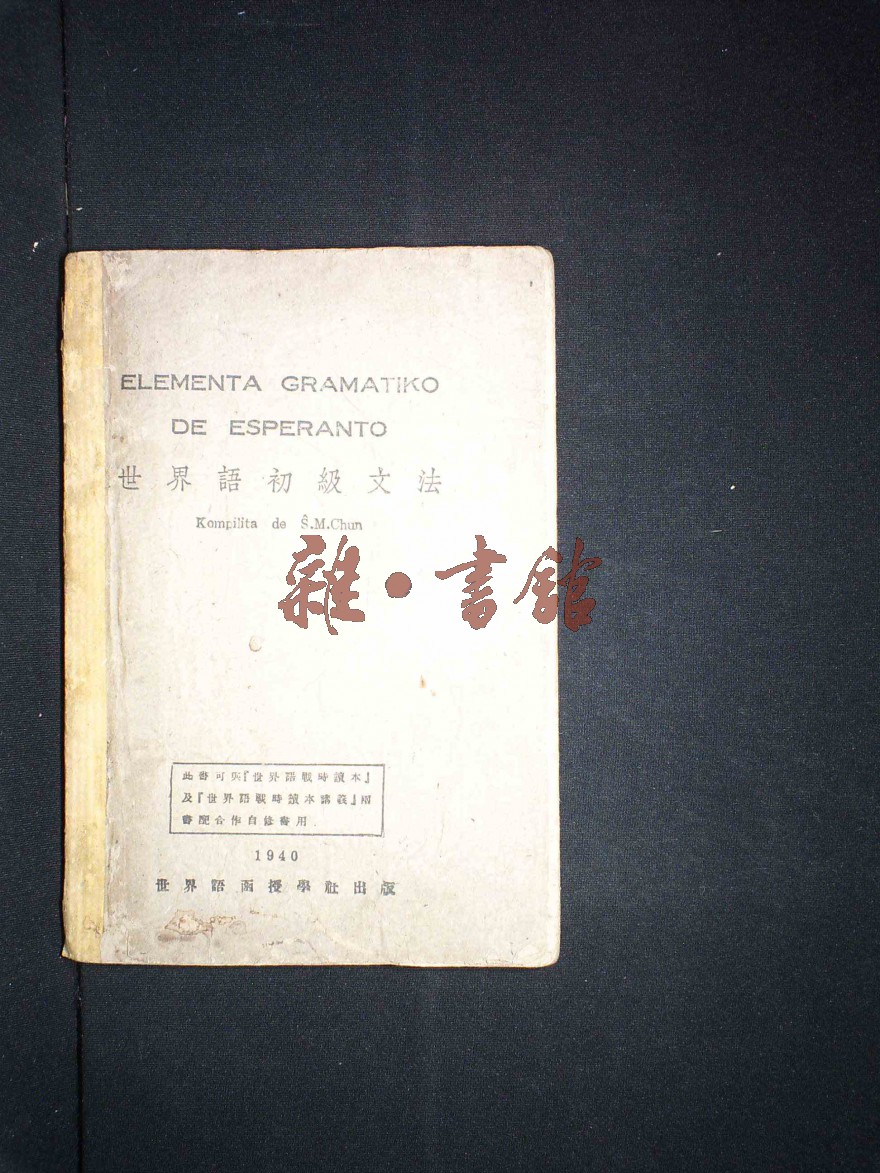 ELEMENTA GRAMATIKO
DE ESPERANTO
世界語初級文法
Kompilita de Ŝ.M.Chun
雜•書館
此書可與『世界語戰時讀本』
及『世界語戰時讀本講義』兩
書配合作自修書用
1940
世界語函授學社出版